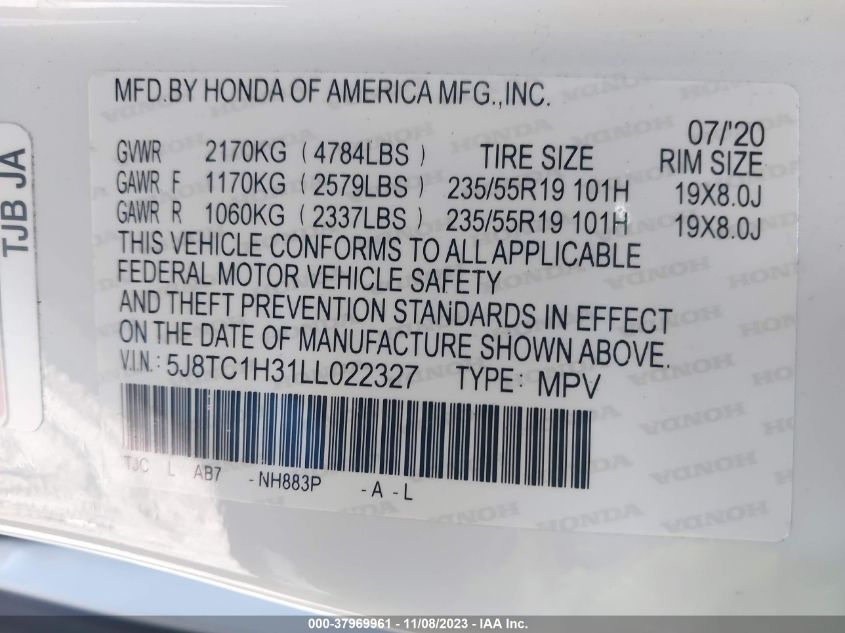 MFD.BY HONDA OF AMERICA MFG.,INC.
07/'20
GVWR 2170KG (4784LBS) TIRE SIZE RIM SIZE
GAWR F 1170KG (2579LBS) 235/55R19 101H 19X8.0J
GAWR R 1060KG (2337LBS) 235/55R19 101H 19X8.0J
THIS VEHICLE CONFORMS TO ALL APPLICABLE
FEDERAL MOTOR VEHICLE SAFETY
AND THEFT PREVENTION STANDARDS IN EFFECT
ON THE DATE OF MANUFACTURE SHOWN ABOVE.
V.I.N.: 5J8TC1H31LL022327 TYPE: MPV
TJC L AB7 -NH883P -A-L
TJB JA
HONDA
000-37969961 - 11/08/2023 - IAA Inc.